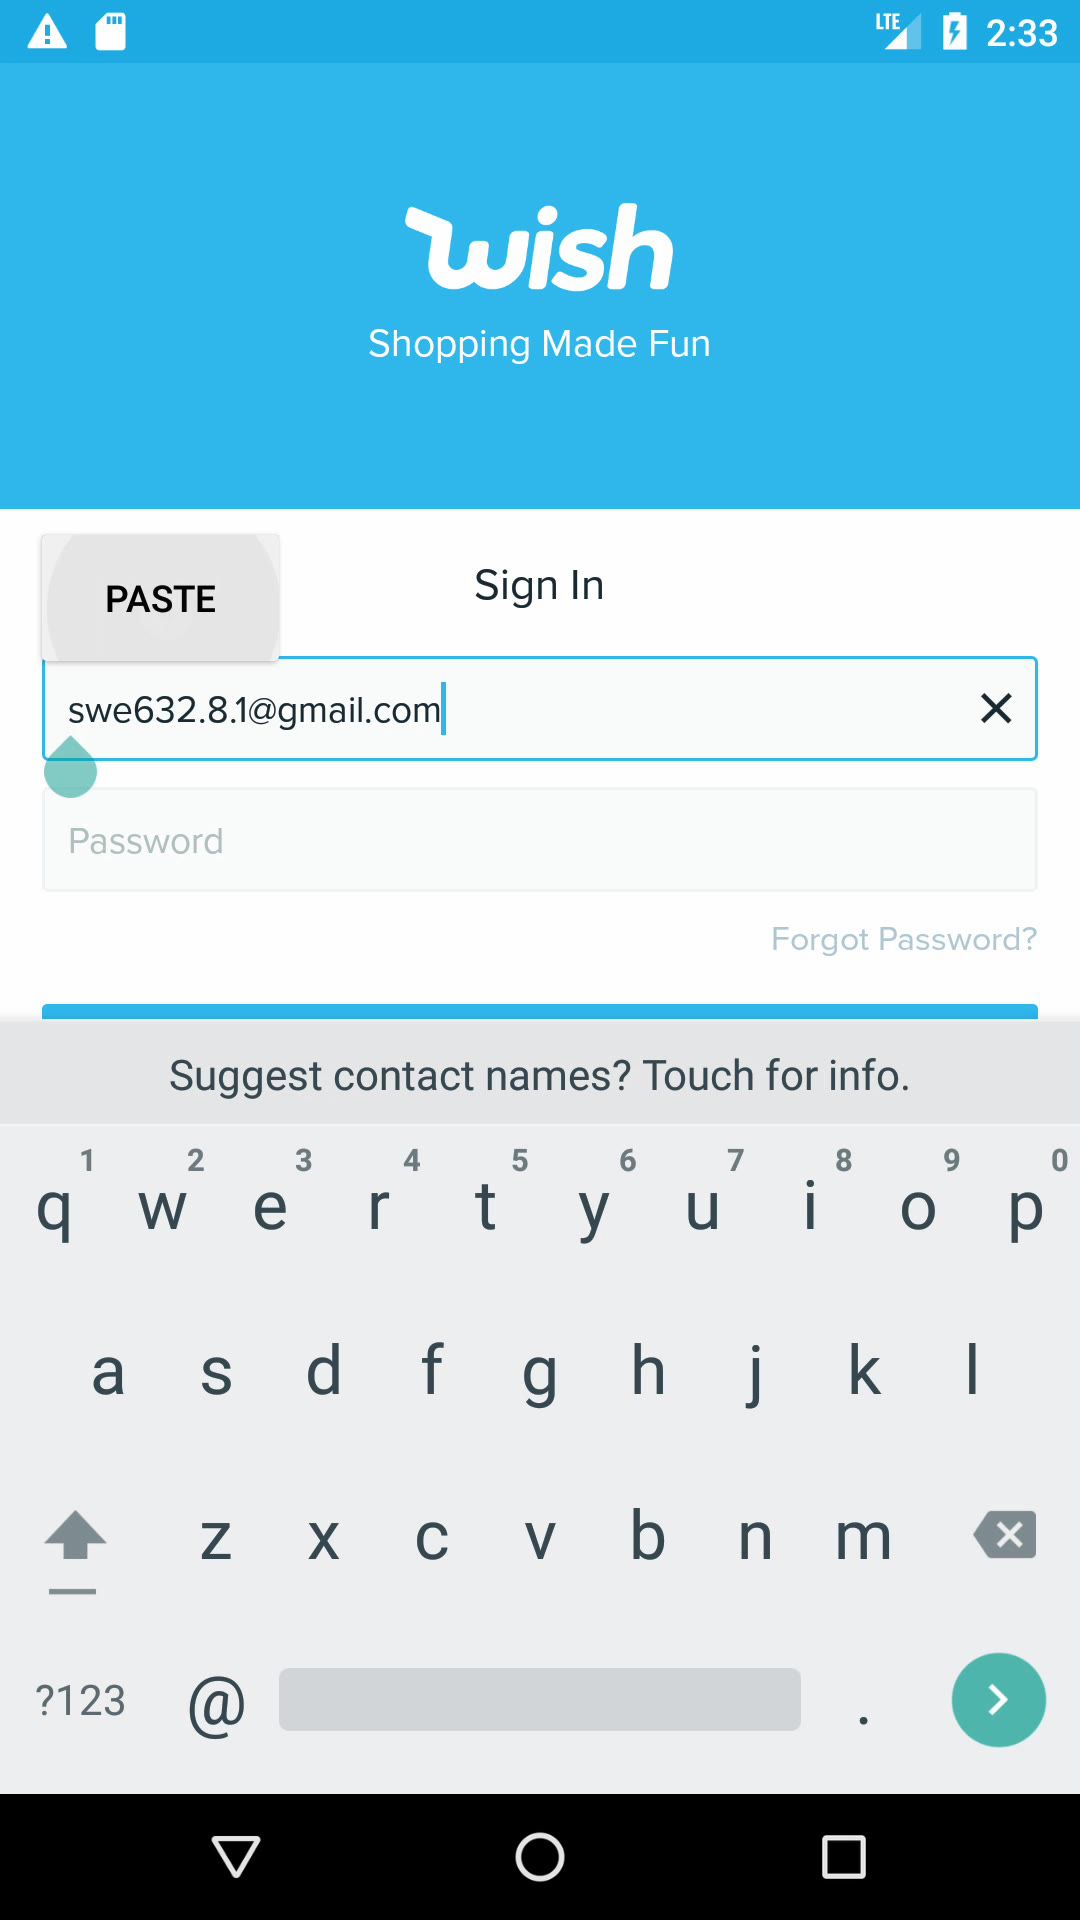 LTE 2:33
wish
Shopping Made Fun
Sign In
PASTE
swe632.8.1@gmail.com
Password
Forgot Password?
Suggest contact names? Touch for info.
1 2 3 4 5 6 7 8 9 0
q w e r t y u i o p
a s d f g h j k l
z x c v b n m
?123 @ .